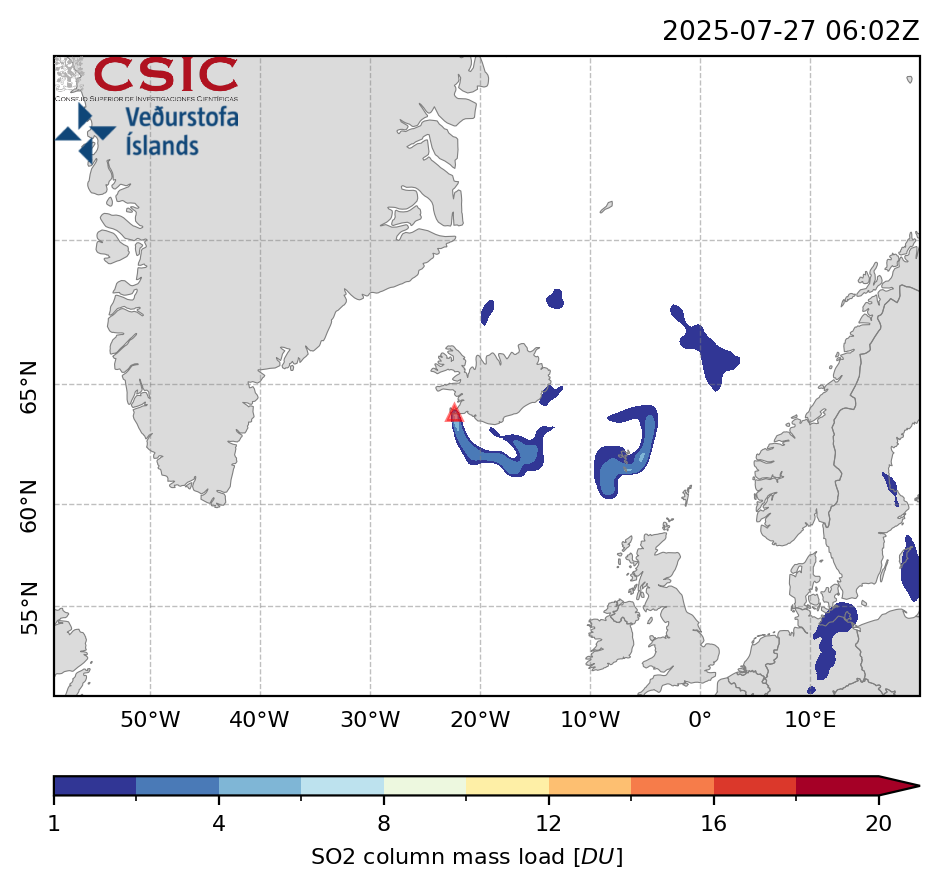 2025-07-27 06:02Z
CSIC
Consejo Superior de Investigaciones Científicas
Veðurstofa
Íslands
65°N
60°N
55°N
50°W 40°W 30°W 20°W 10°W 0° 10°E
1 4 8 12 16 20
SO2 column mass load [DU]